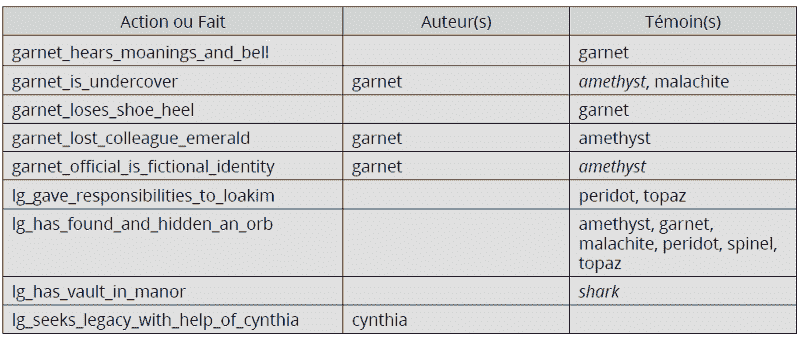 Action ou Fait Auteur(s) Témoin(s)
garnet_hears_moanings_and_bell garnet
garnet_is_undercover garnet amethyst, malachite
garnet_loses_shoe_heel garnet
garnet_lost_colleague_emerald garnet amethyst
garnet_official_is_fictional_identity garnet amethyst
lg_gave_responsibilities_to_loakim peridot, topaz
lg_has_found_and_hidden_an_orb amethyst, garnet,
malachite, peridot, spinel,
topaz
lg_has_vault_in_manor shark
lg_seeks_legacy_with_help_of_cynthia cynthia